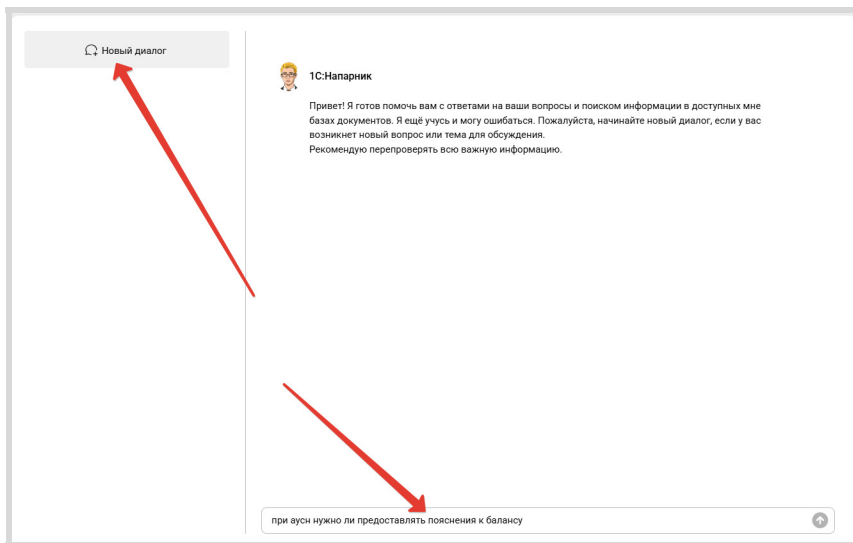 Новый диалог
1С:Напарник
Привет! Я готов помочь вам с ответами на ваши вопросы и поиском информации в доступных мне
базах документов. Я ещё учусь и могу ошибаться. Пожалуйста, начинайте новый диалог, если у вас
возникнет новый вопрос или тема для обсуждения.
Рекомендую перепроверять всю важную информацию.
при аусн нужно ли предоставлять пояснения к балансу